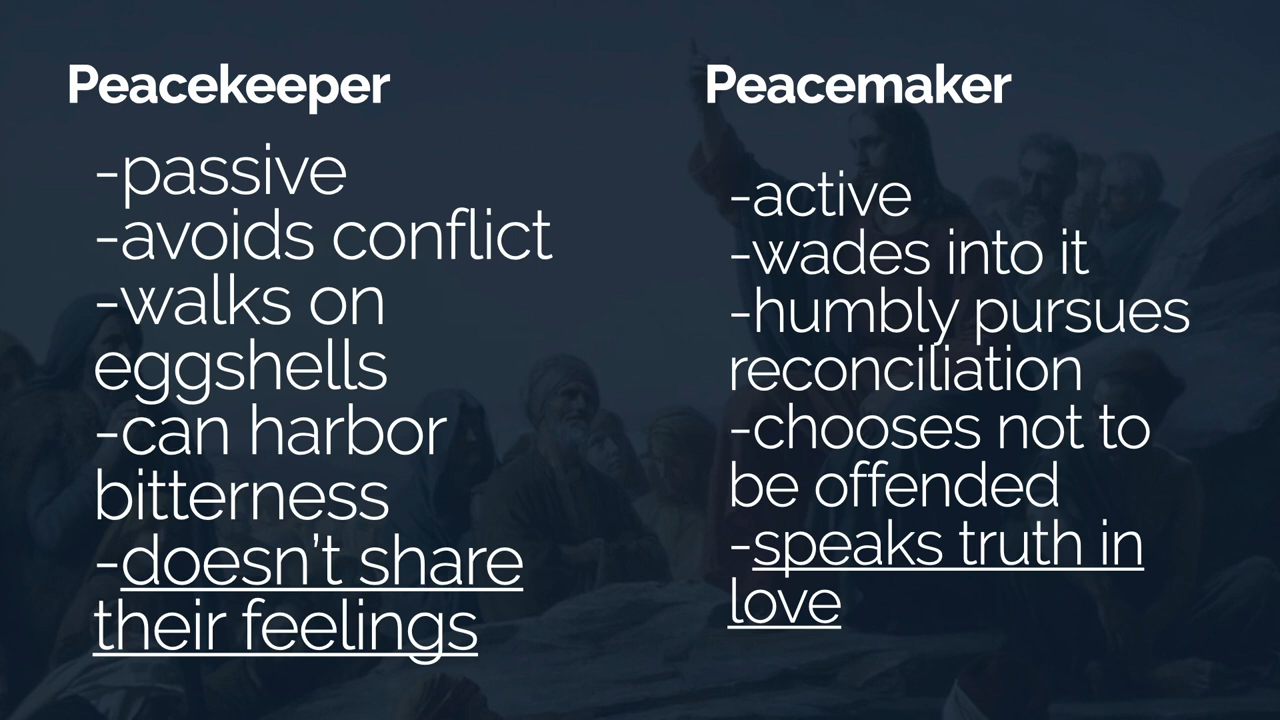 Peacekeeper
-passive
-avoids conflict
-walks on
eggshells
-can harbor
bitterness
-doesn’t share
their feelings
Peacemaker
-active
-wades into it
-humbly pursues
reconciliation
-chooses not to
be offended
-speaks truth in
love